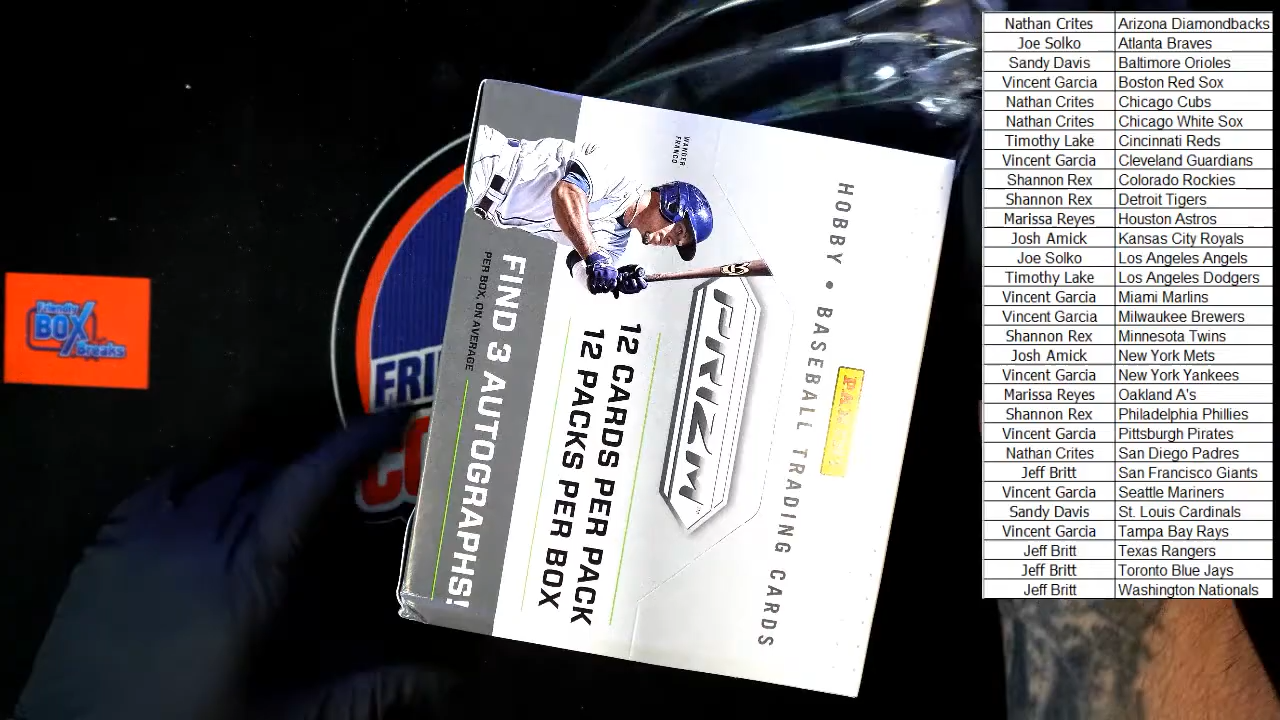 Friendly
BOX
Breaks
FRI
CO
WANDER
FRANCO
HOBBY • BASEBALL TRADING CARDS
PANINI
PRIZM
12 CARDS PER PACK
12 PACKS PER BOX
FIND 3 AUTOGRAPHS!
PER BOX, ON AVERAGE
Nathan Crites Arizona Diamondbacks
Joe Solko Atlanta Braves
Sandy Davis Baltimore Orioles
Vincent Garcia Boston Red Sox
Nathan Crites Chicago Cubs
Nathan Crites Chicago White Sox
Timothy Lake Cincinnati Reds
Vincent Garcia Cleveland Guardians
Shannon Rex Colorado Rockies
Shannon Rex Detroit Tigers
Marissa Reyes Houston Astros
Josh Amick Kansas City Royals
Joe Solko Los Angeles Angels
Timothy Lake Los Angeles Dodgers
Vincent Garcia Miami Marlins
Vincent Garcia Milwaukee Brewers
Shannon Rex Minnesota Twins
Josh Amick New York Mets
Vincent Garcia New York Yankees
Marissa Reyes Oakland A's
Shannon Rex Philadelphia Phillies
Vincent Garcia Pittsburgh Pirates
Nathan Crites San Diego Padres
Jeff Britt San Francisco Giants
Vincent Garcia Seattle Mariners
Sandy Davis St. Louis Cardinals
Vincent Garcia Tampa Bay Rays
Jeff Britt Texas Rangers
Jeff Britt Toronto Blue Jays
Jeff Britt Washington Nationals